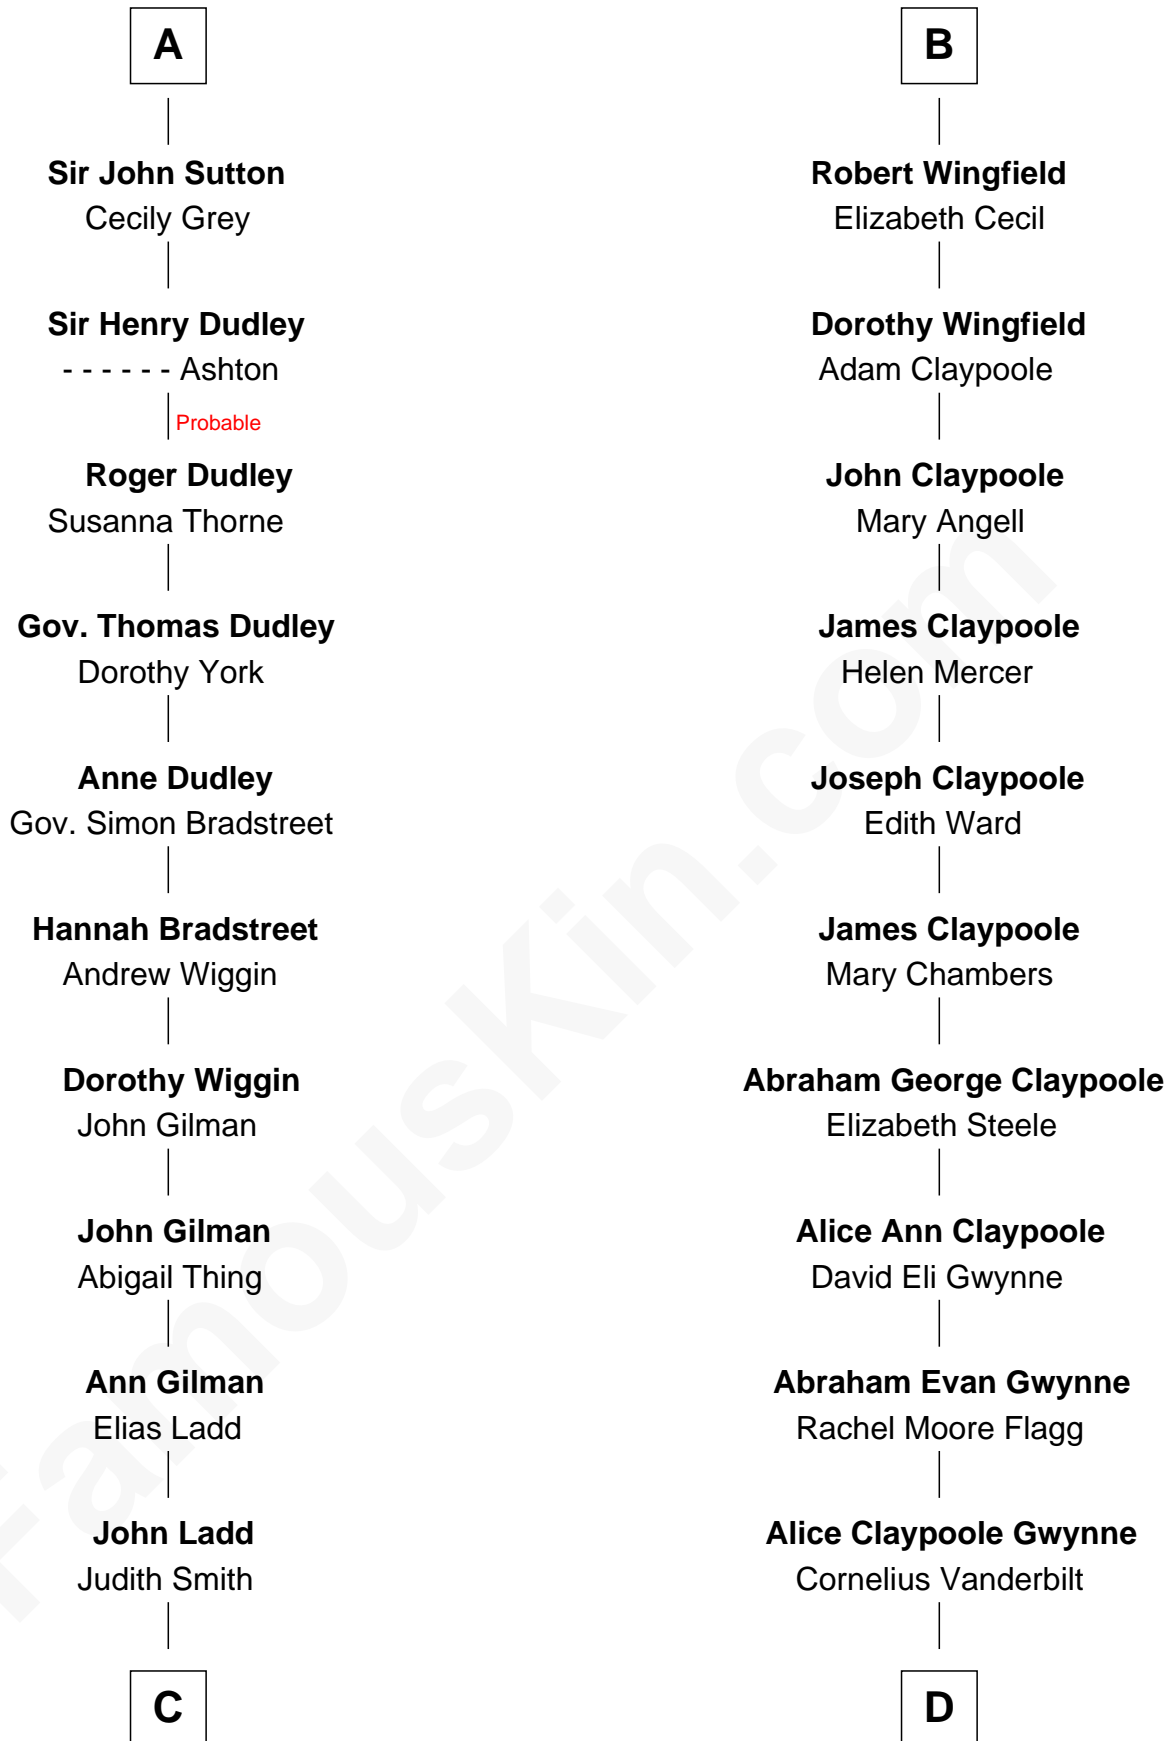 A
Sir John Sutton
Cecily Grey
Sir Henry Dudley
- - - - - - Ashton
Probable
Roger Dudley
Susanna Thorne
Gov. Thomas Dudley
Dorothy York
Anne Dudley
Gov. Simon Bradstreet
Hannah Bradstreet
Andrew Wiggin
Dorothy Wiggin
John Gilman
John Gilman
Abigail Thing
Ann Gilman
Elias Ladd
John Ladd
Judith Smith
C
B
Robert Wingfield
Elizabeth Cecil
Dorothy Wingfield
Adam Claypoole
John Claypoole
Mary Angell
James Claypoole
Helen Mercer
Joseph Claypoole
Edith Ward
James Claypoole
Mary Chambers
Abraham George Claypoole
Elizabeth Steele
Alice Ann Claypoole
David Eli Gwynne
Abraham Evan Gwynne
Rachel Moore Flagg
Alice Claypoole Gwynne
Cornelius Vanderbilt
D
FamousKin.com